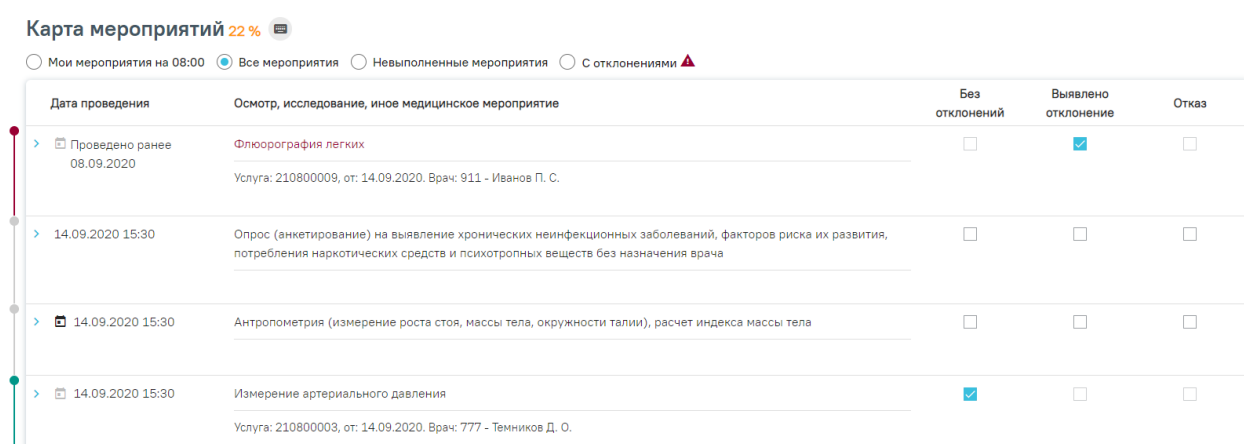 Карта мероприятий 22 %
Мои мероприятия на 08:00 Все мероприятия Невыполненные мероприятия С отклонениями
Дата проведения Осмотр, исследование, иное медицинское мероприятие Без отклонений Выявлено отклонение Отказ
Проведено ранее Флюорография легких
08.09.2020
Услуга: 210800009, от: 14.09.2020. Врач: 911 - Иванов П. С.
14.09.2020 15:30 Опрос (анкетирование) на выявление хронических неинфекционных заболеваний, факторов риска их развития,
потребления наркотических средств и психотропных веществ без назначения врача
14.09.2020 15:30 Антропометрия (измерение роста стоя, массы тела, окружности талии), расчет индекса массы тела
14.09.2020 15:30 Измерение артериального давления
Услуга: 210800003, от: 14.09.2020. Врач: 777 - Темников Д. О.